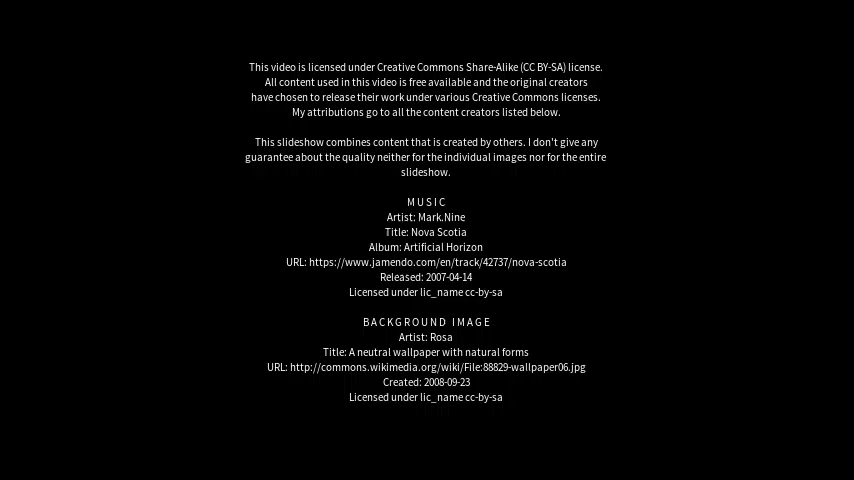 This video is licensed under Creative Commons Share-Alike (CC BY-SA) license.
All content used in this video is free available and the original creators
have chosen to release their work under various Creative Commons licenses.
My attributions go to all the content creators listed below.
This slideshow combines content that is created by others. I don't give any
guarantee about the quality neither for the individual images nor for the entire
slideshow.
MUSIC
Artist: Mark.Nine
Title: Nova Scotia
Album: Artificial Horizon
URL: https://www.jamendo.com/en/track/42737/nova-scotia
Released: 2007-04-14
Licensed under lic_name cc-by-sa
BACKGROUND IMAGE
Artist: Rosa
Title: A neutral wallpaper with natural forms
URL: http://commons.wikimedia.org/wiki/File:88829-wallpaper06.jpg
Created: 2008-09-23
Licensed under lic_name cc-by-sa